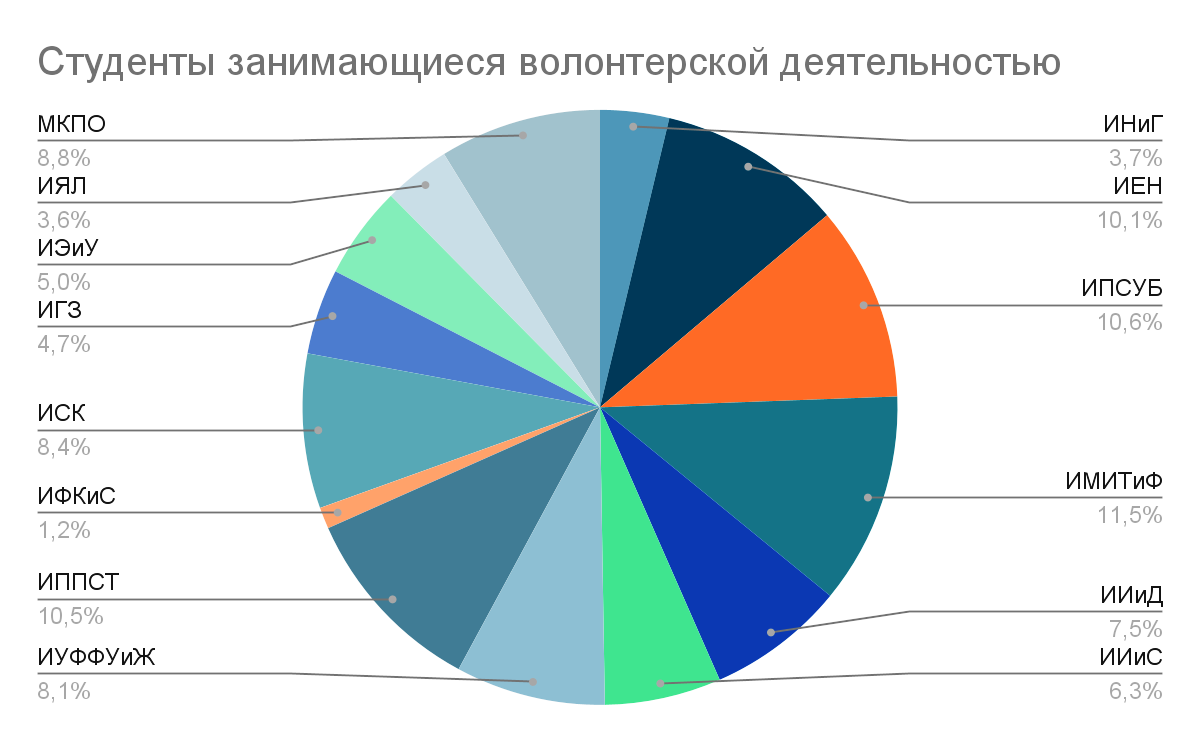 Студенты занимающиеся волонтерской деятельностью
МКПО
8,8%
ИЯЛ
3,6%
ИЭиУ
5,0%
ИГЗ
4,7%
ИСК
8,4%
ИФКиС
1,2%
ИППСТ
10,5%
ИУФФУиЖ
8,1%
ИНиГ
3,7%
ИЕН
10,1%
ИПСУБ
10,6%
ИМИТиФ
11,5%
ИИиД
7,5%
ИИиС
6,3%